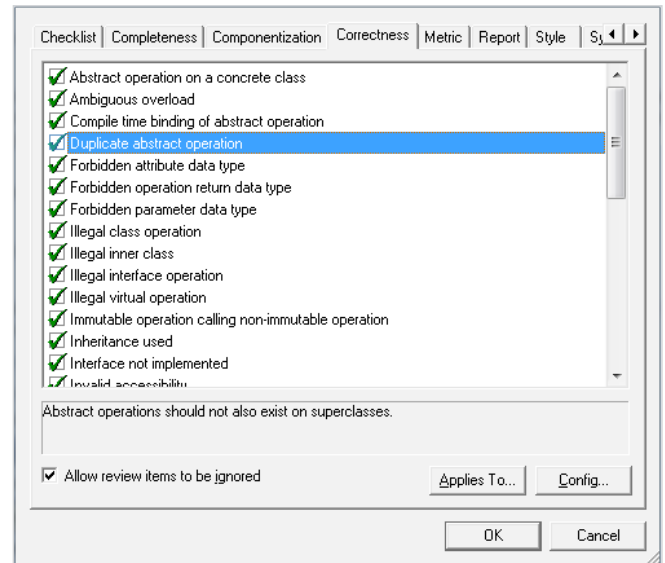 Checklist Completeness Componentization Correctness Metric Report Style
Abstract operation on a concrete class
Ambiguous overload
Compile time binding of abstract operation
Duplicate abstract operation
Forbidden attribute data type
Forbidden operation return data type
Forbidden parameter data type
Illegal class operation
Illegal inner class
Illegal interface operation
Illegal virtual operation
Immutable operation calling non-immutable operation
Inheritance used
Interface not implemented
Invalid accessibility
Abstract operations should not also exist on superclasses.
Allow review items to be ignored
Applies To... Config...
OK Cancel